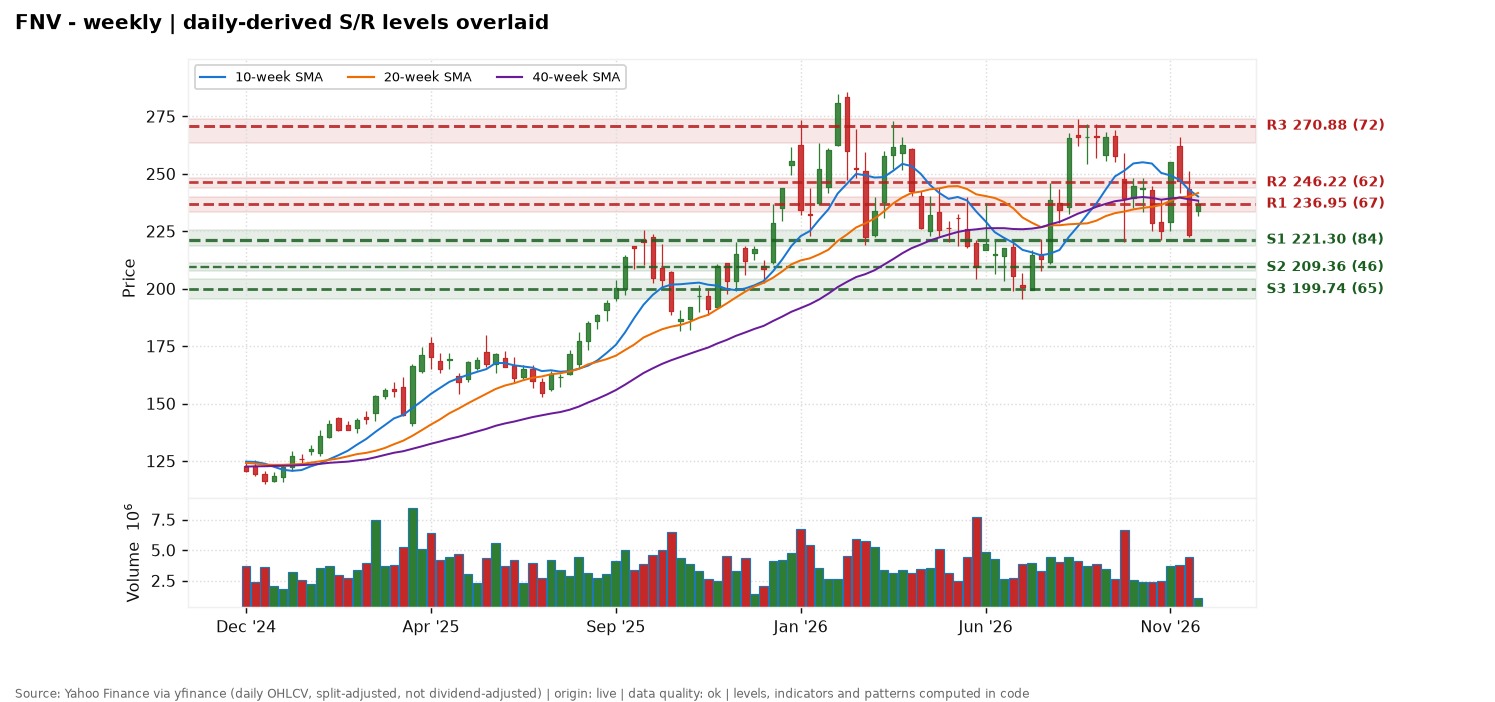 FNV - weekly | daily-derived S/R levels overlaid
10-week SMA
20-week SMA
40-week SMA
Price
275
250
225
200
175
150
125
R3 270.88 (72)
R2 246.22 (62)
R1 236.95 (67)
S1 221.30 (84)
S2 209.36 (46)
S3 199.74 (65)
Volume 10⁶
7.5
5.0
2.5
Dec '24
Apr '25
Sep '25
Jan '26
Jun '26
Nov '26
Source: Yahoo Finance via yfinance (daily OHLCV, split-adjusted, not dividend-adjusted) | origin: live | data quality: ok | levels, indicators and patterns computed in code